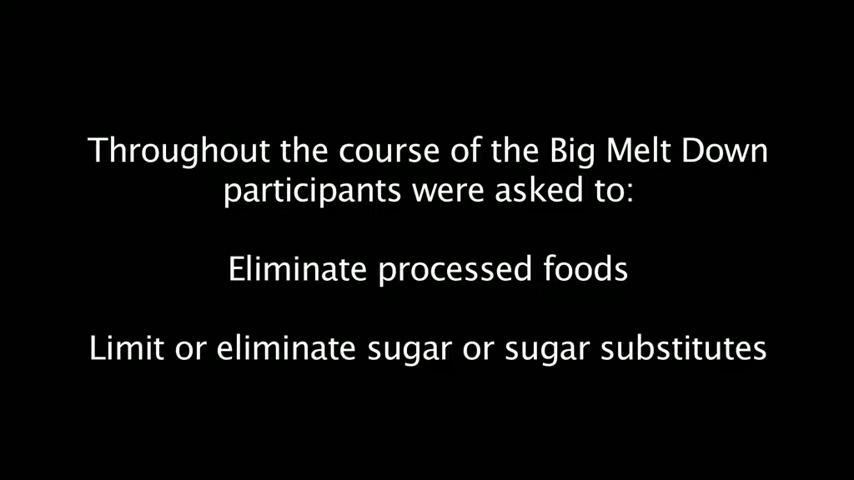 Throughout the course of the Big Melt Down
participants were asked to:
Eliminate processed foods
Limit or eliminate sugar or sugar substitutes